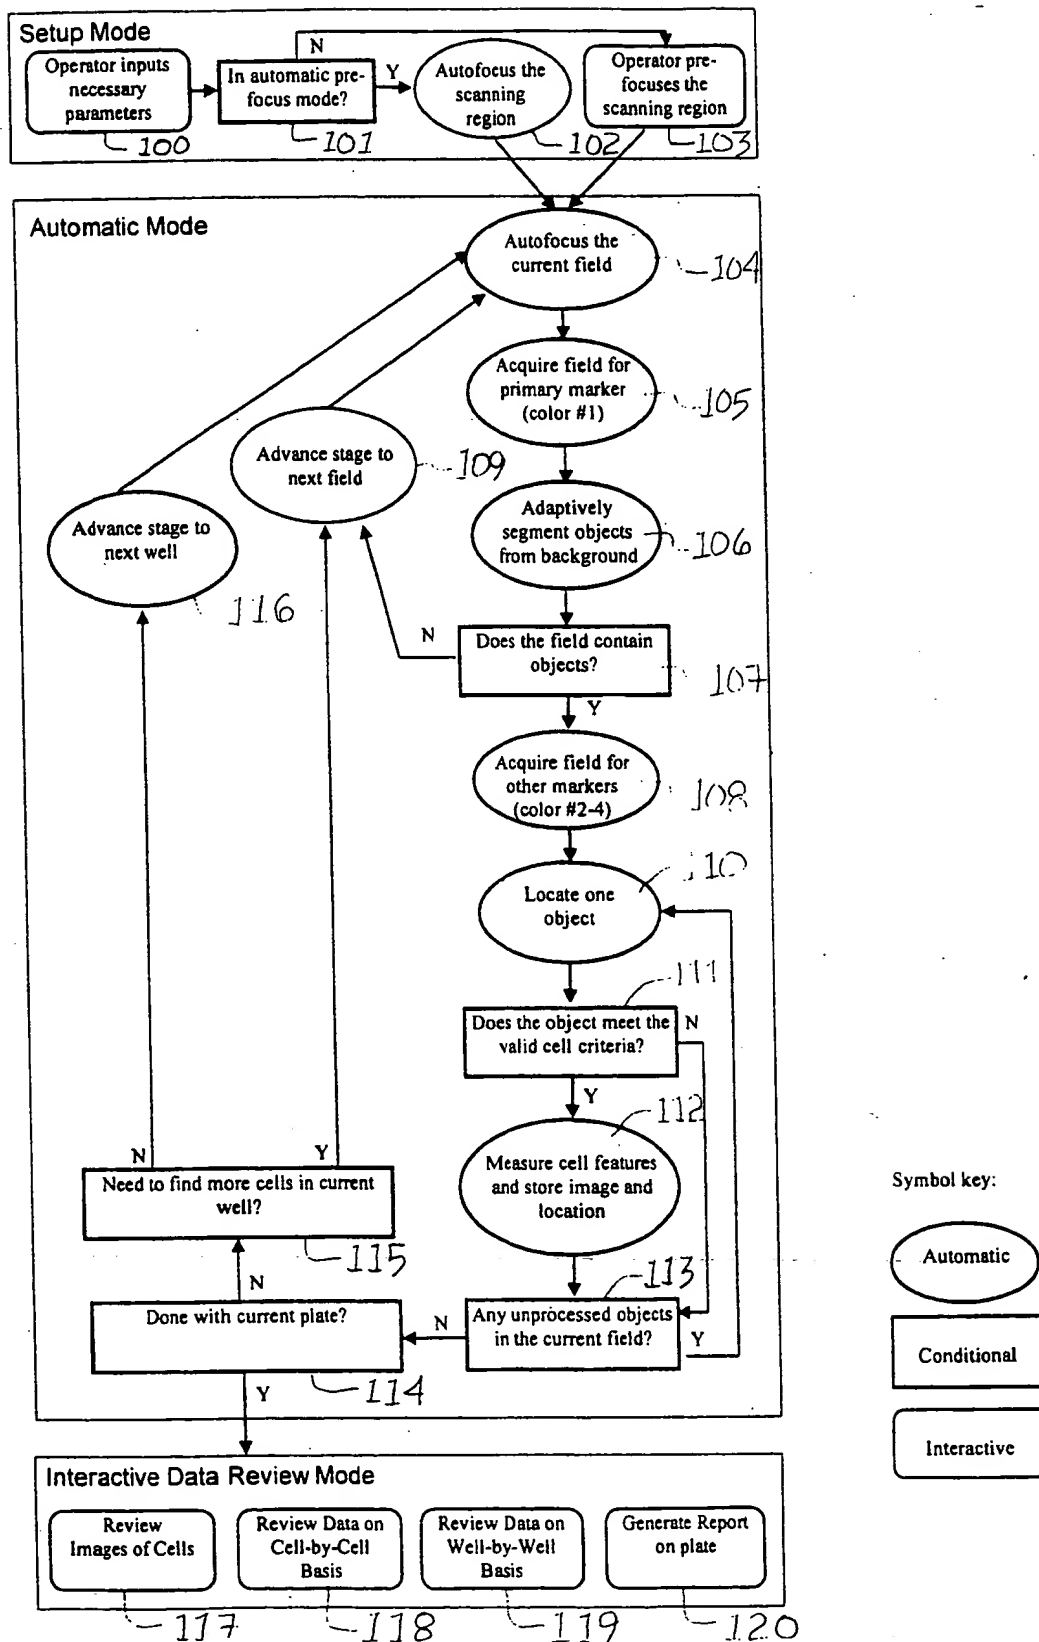 Setup Mode
Operator inputs
necessary
parameters
100
In automatic pre-
focus mode?
101
N
Y
Autofocus the
scanning
region
102
Operator pre-
focuses the
scanning region
103
Automatic Mode
Autofocus the
current field
104
Acquire field for
primary marker
(color #1)
105
Advance stage to
next field
109
Adaptively
segment objects
from background
106
Advance stage to
next well
116
Does the field contain
objects?
107
N
Y
Acquire field for
other markers
(color #2-4)
108
Locate one
object
110
Does the object meet the
valid cell criteria?
111
N
Y
Measure cell features
and store image and
location
112
Any unprocessed objects
in the current field?
113
N
Y
Done with current plate?
114
N
Y
Need to find more cells in current
well?
115
N
Y
Symbol key:
Automatic
Conditional
Interactive
Interactive Data Review Mode
Review
Images of Cells
117
Review Data on
Cell-by-Cell
Basis
118
Review Data on
Well-by-Well
Basis
119
Generate Report
on plate
120